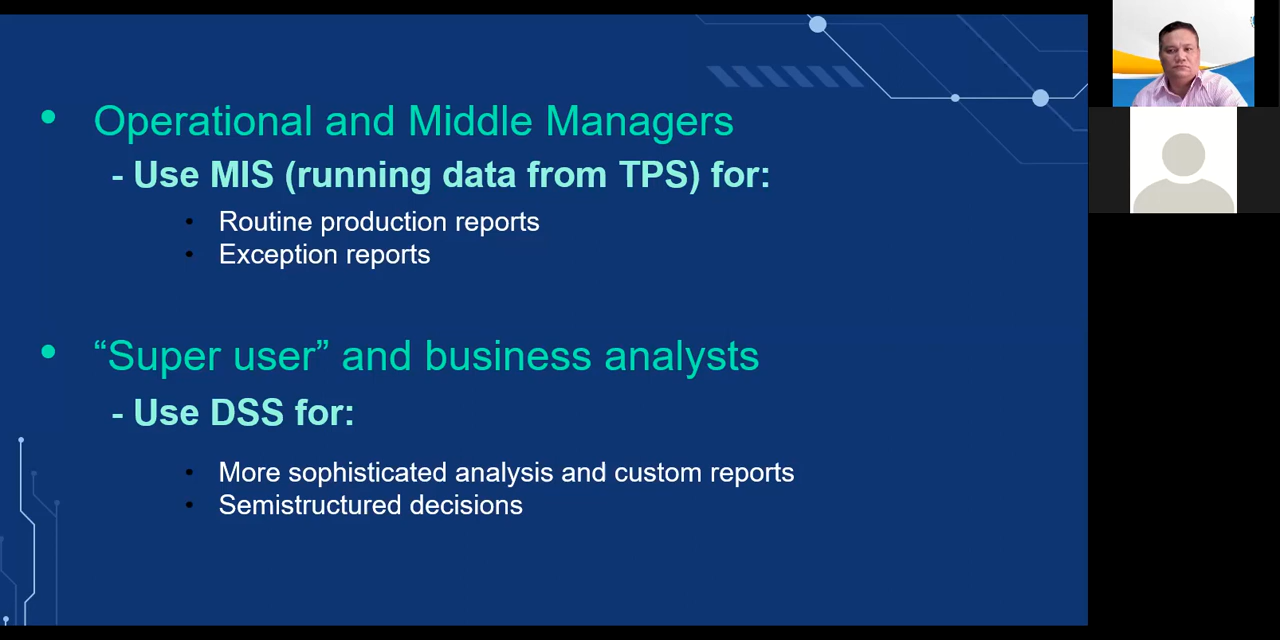 • Operational and Middle Managers
- Use MIS (running data from TPS) for:
• Routine production reports
• Exception reports
• “Super user” and business analysts
- Use DSS for:
• More sophisticated analysis and custom reports
• Semistructured decisions